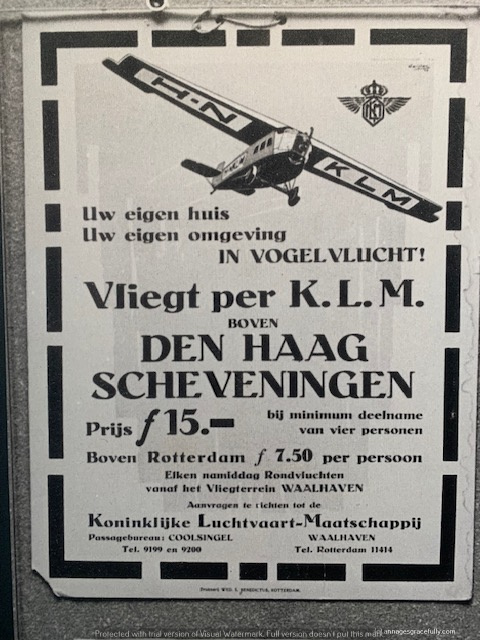 H-N
KLM
Uw eigen huis
Uw eigen omgeving
IN VOGELVLUCHT!
Vliegt per K.L.M.
BOVEN
DEN HAAG
SCHEVENINGEN
Prijs f 15.- bij minimum deelname
van vier personen
Boven Rotterdam f 7.50 per persoon
Elken namiddag Rondvluchten
vanaf het Vliegterrein WAALHAVEN
Aanvragen te richten tot de
Koninklijke Luchtvaart-Maatschappij
Passagebureau: COOLSINGEL WAALHAVEN
Tel. 9199 en 9200 Tel. Rotterdam 11414
WED. S. BENEDICTUS, ROTTERDAM.
Protected with trial version of Visual Watermark. Full version doesn't put this mark.